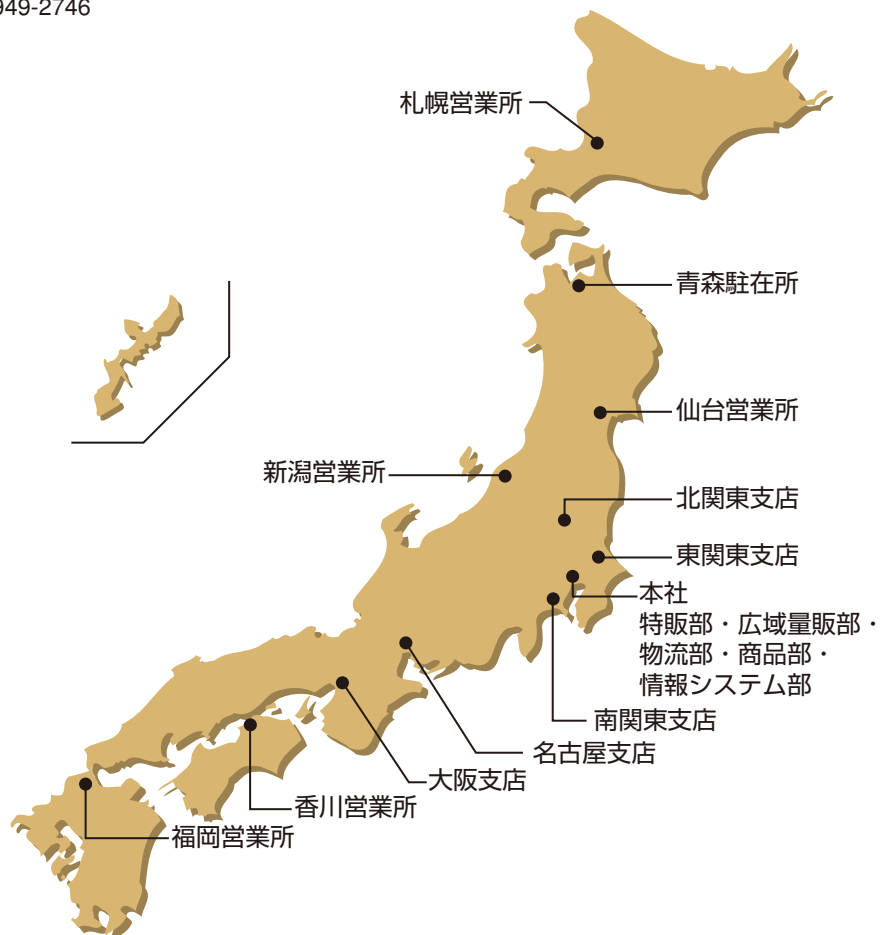 949-2746
札幌営業所
青森駐在所
仙台営業所
新潟営業所
北関東支店
東関東支店
本社
特販部・広域量販部・
物流部・商品部・
情報システム部
南関東支店
名古屋支店
大阪支店
香川営業所
福岡営業所